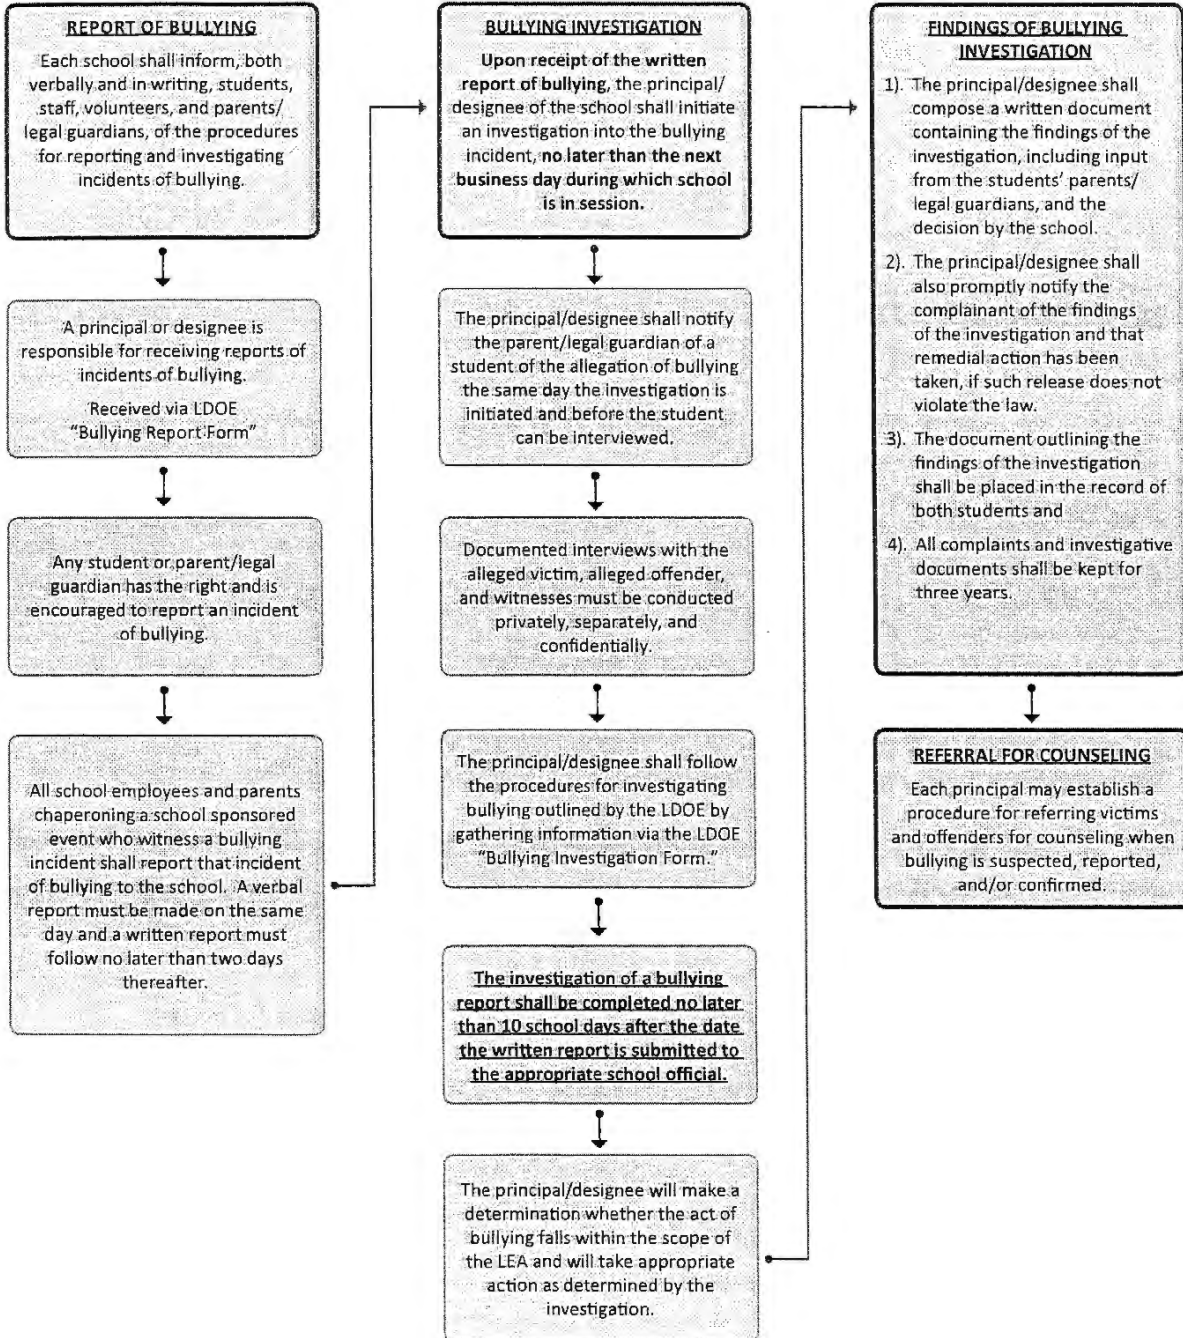 REPORT OF BULLYING
Each school shall inform, both
verbally and in writing, students,
staff, volunteers, and parents/
legal guardians, of the procedures
for reporting and investigating
incidents of bullying.
A principal or designee is
responsible for receiving reports of
incidents of bullying.
Received via LDOE
"Bullying Report Form"
Any student or parent/legal
guardian has the right and is
encouraged to report an incident
of bullying.
All school employees and parents
chaperoning a school sponsored
event who witness a bullying
incident shall report that incident
of bullying to the school. A verbal
report must be made on the same
day and a written report must
follow no later than two days
thereafter.
BULLYING INVESTIGATION
Upon receipt of the written
report of bullying, the principal/
designee of the school shall initiate
an investigation into the bullying
incident, no later than the next
business day during which school
is in session.
The principal/designee shall notify
the parent/legal guardian of a
student of the allegation of bullying
the same day the investigation is
initiated and before the student
can be interviewed.
Documented interviews with the
alleged victim, alleged offender,
and witnesses must be conducted
privately, separately, and
confidentially.
The principal/designee shall follow
the procedures for investigating
bullying outlined by the LDOE by
gathering information via the LDOE
"Bullying Investigation Form."
The investigation of a bullying
report shall be completed no later
than 10 school days after the date
the written report is submitted to
the appropriate school official.
The principal/designee will make a
determination whether the act of
bullying falls within the scope of
the LEA and will take appropriate
action as determined by the
investigation.
FINDINGS OF BULLYING
INVESTIGATION
1). The principal/designee shall
compose a written document
containing the findings of the
investigation, including input
from the students' parents/
legal guardians, and the
decision by the school.
2). The principal/designee shall
also promptly notify the
complainant of the findings
of the investigation and that
remedial action has been
taken, if such release does not
violate the law.
3). The document outlining the
findings of the investigation
shall be placed in the record of
both students and
4). All complaints and investigative
documents shall be kept for
three years.
REFERRAL FOR COUNSELING
Each principal may establish a
procedure for referring victims
and offenders for counseling when
bullying is suspected, reported,
and/or confirmed.